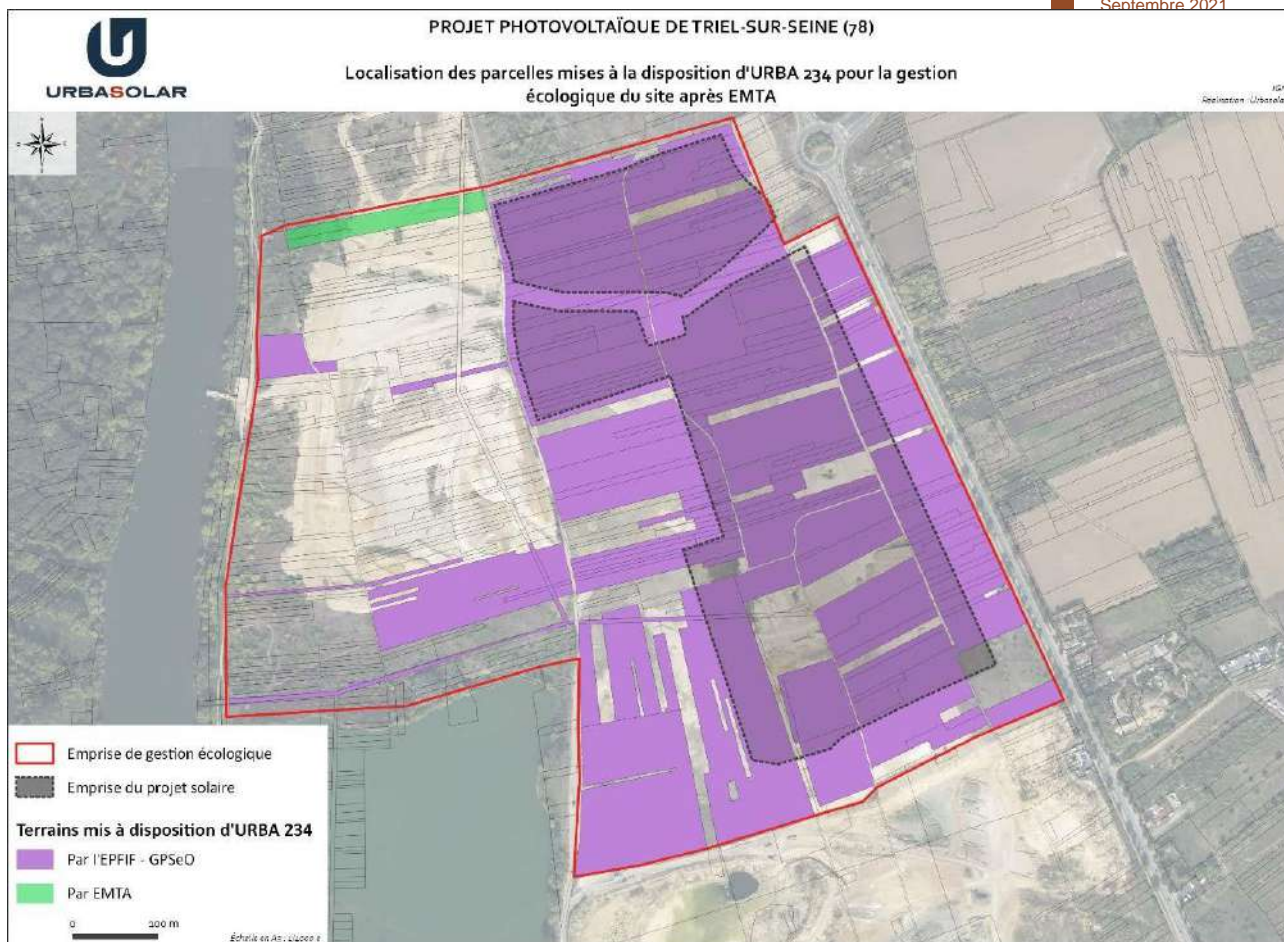 Septembre 2021
PROJET PHOTOVOLTAÏQUE DE TRIEL-SUR-SEINE (78)
URBASOLAR
Localisation des parcelles mises à la disposition d'URBA 234 pour la gestion
écologique du site après EMTA
Emprise de gestion écologique
Emprise du projet solaire
Terrains mis à disposition d'URBA 234
Par l'EPFIF - GPSeO
Par EMTA
0
Échelle en